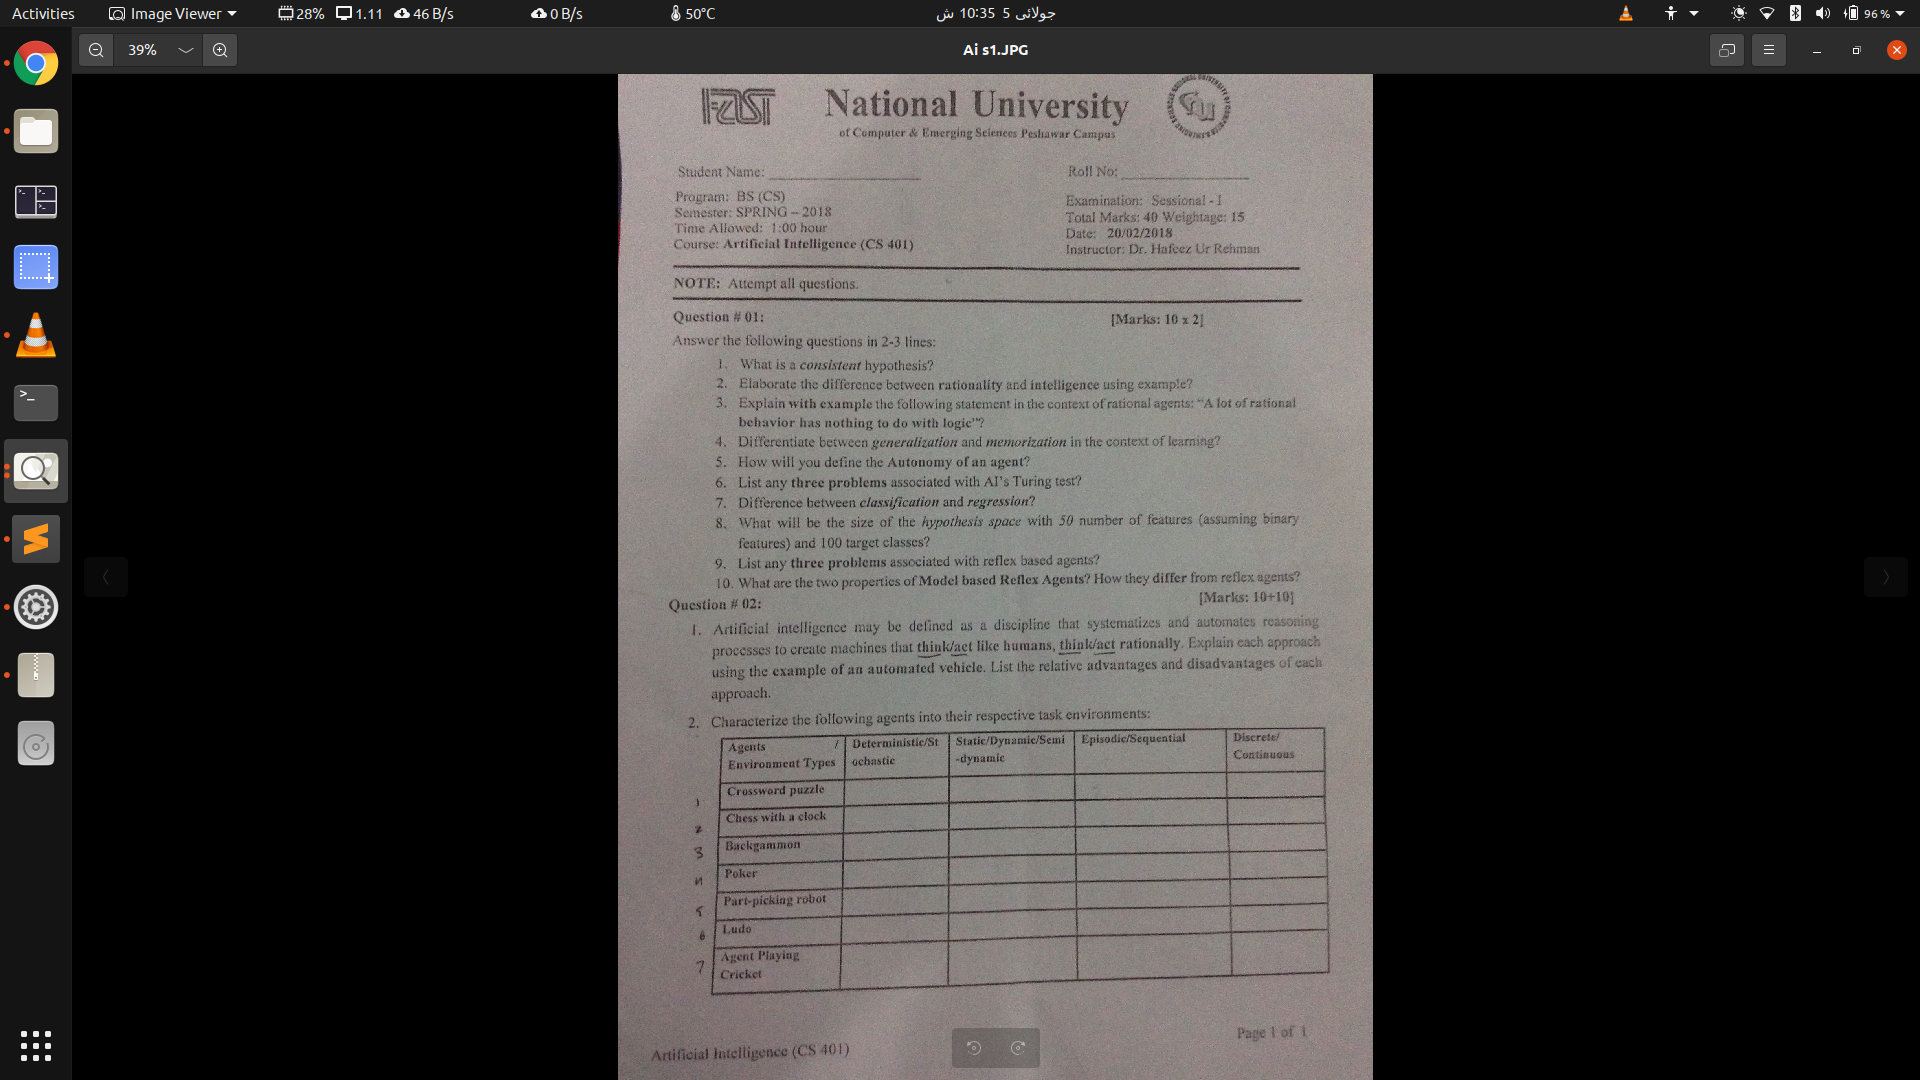 Activities Image Viewer 28% 1.11 46 B/s 0 B/s 50°C جولائی 5 10:35 ش 96 %
39% Ai s1.JPG
FAST National University
of Computer & Emerging Sciences Peshawar Campus
Student Name: Roll No:
Program: BS (CS) Examination: Sessional - I
Semester: SPRING – 2018 Total Marks: 40 Weightage: 15
Time Allowed: 1:00 hour Date: 20/02/2018
Course: Artificial Intelligence (CS 401) Instructor: Dr. Hafeez Ur Rehman
NOTE: Attempt all questions.
Question # 01: [Marks: 10 x 2]
Answer the following questions in 2-3 lines:
1. What is a consistent hypothesis?
2. Elaborate the difference between rationality and intelligence using example?
3. Explain with example the following statement in the context of rational agents: "A lot of rational
behavior has nothing to do with logic"?
4. Differentiate between generalization and memorization in the context of learning?
5. How will you define the Autonomy of an agent?
6. List any three problems associated with AI's Turing test?
7. Difference between classification and regression?
8. What will be the size of the hypothesis space with 50 number of features (assuming binary
features) and 100 target classes?
9. List any three problems associated with reflex based agents?
10. What are the two properties of Model based Reflex Agents? How they differ from reflex agents?
Question # 02: [Marks: 10+10]
1. Artificial intelligence may be defined as a discipline that systematizes and automates reasoning
processes to create machines that think/act like humans, think/act rationally. Explain each approach
using the example of an automated vehicle. List the relative advantages and disadvantages of each
approach.
2. Characterize the following agents into their respective task environments:
Agents / Deterministic/St Static/Dynamic/Semi Episodic/Sequential Discrete/
Environment Types ochastic -dynamic Continuous
1 Crossword puzzle
2 Chess with a clock
3 Backgammon
4 Poker
5 Part-picking robot
6 Ludo
7 Agent Playing
Cricket
Page 1 of 1
Artificial Intelligence (CS 401)